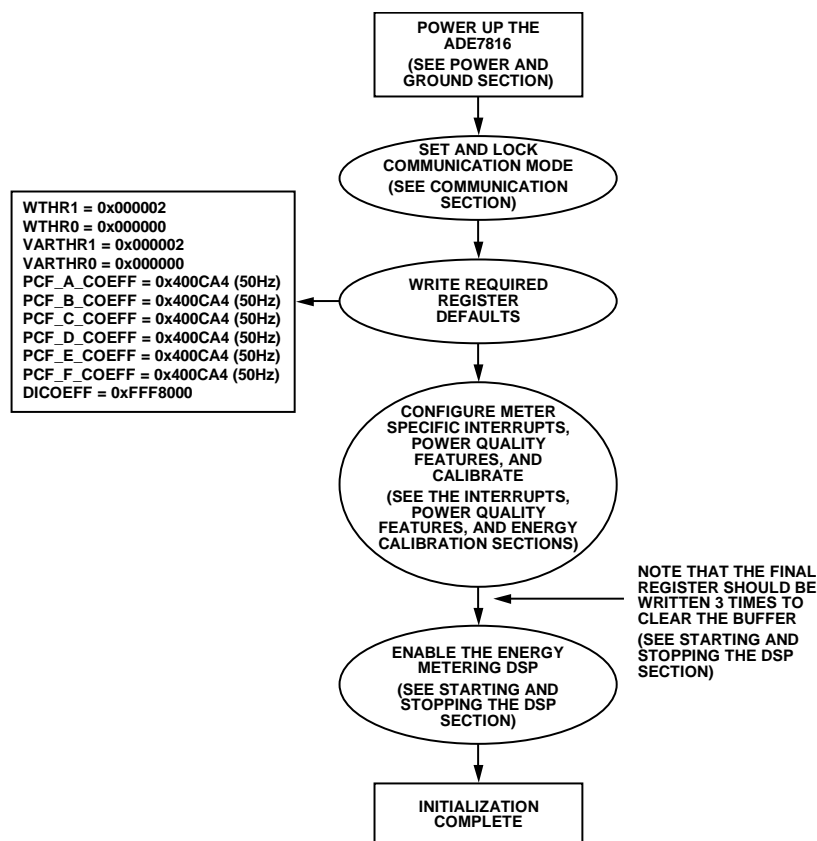 POWER UP THE
ADE7816
(SEE POWER AND
GROUND SECTION)
SET AND LOCK
COMMUNICATION MODE
(SEE COMMUNICATION
SECTION)
WTHR1 = 0x000002
WTHR0 = 0x000000
VARTHR1 = 0x000002
VARTHR0 = 0x000000
PCF_A_COEFF = 0x400CA4 (50Hz)
PCF_B_COEFF = 0x400CA4 (50Hz)
PCF_C_COEFF = 0x400CA4 (50Hz)
PCF_D_COEFF = 0x400CA4 (50Hz)
PCF_E_COEFF = 0x400CA4 (50Hz)
PCF_F_COEFF = 0x400CA4 (50Hz)
DICOEFF = 0xFFF8000
WRITE REQUIRED
REGISTER
DEFAULTS
CONFIGURE METER
SPECIFIC INTERRUPTS,
POWER QUALITY
FEATURES, AND
CALIBRATE
(SEE THE INTERRUPTS,
POWER QUALITY
FEATURES, AND ENERGY
CALIBRATION SECTIONS)
NOTE THAT THE FINAL
REGISTER SHOULD BE
WRITTEN 3 TIMES TO
CLEAR THE BUFFER
(SEE STARTING AND
STOPPING THE DSP
SECTION)
ENABLE THE ENERGY
METERING DSP
(SEE STARTING AND
STOPPING THE DSP
SECTION)
INITIALIZATION
COMPLETE